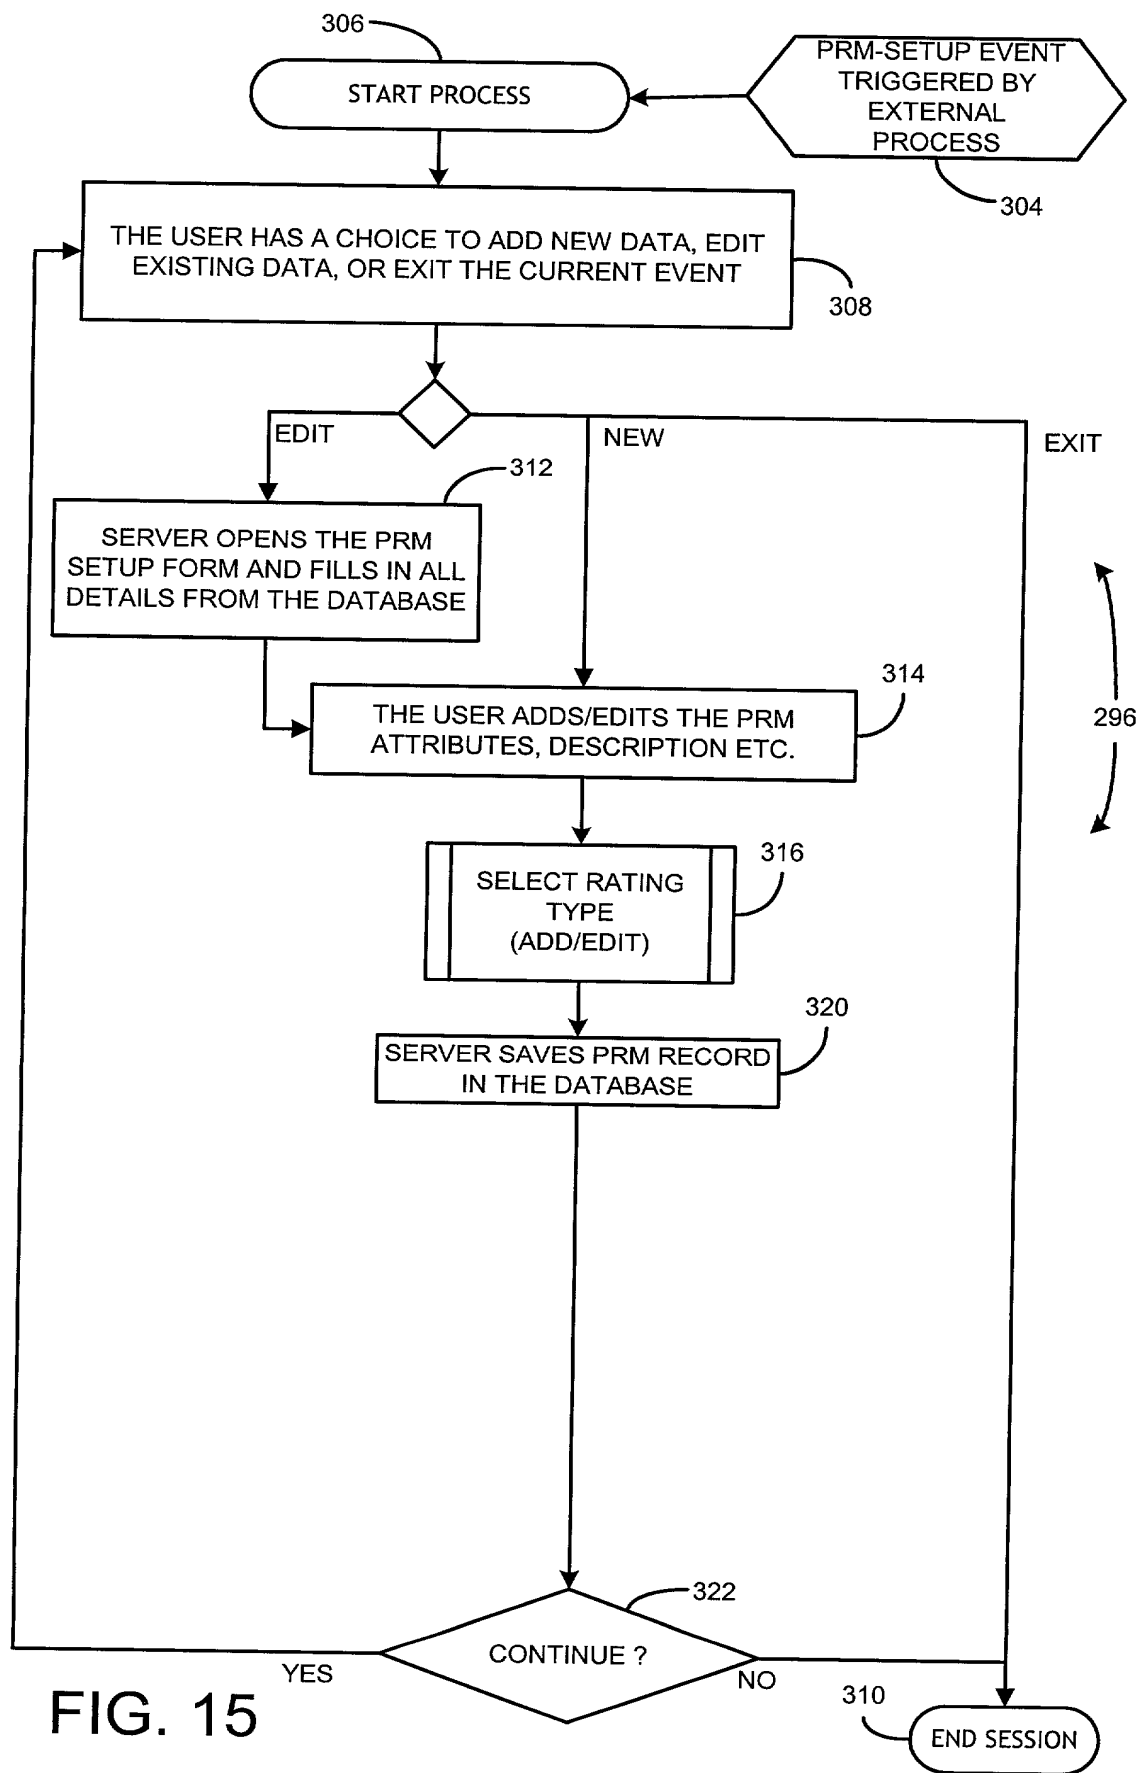 306
START PROCESS
PRM-SETUP EVENT
TRIGGERED BY
EXTERNAL
PROCESS
304
THE USER HAS A CHOICE TO ADD NEW DATA, EDIT
EXISTING DATA, OR EXIT THE CURRENT EVENT
308
EDIT
NEW
EXIT
312
SERVER OPENS THE PRM
SETUP FORM AND FILLS IN ALL
DETAILS FROM THE DATABASE
314
THE USER ADDS/EDITS THE PRM
ATTRIBUTES, DESCRIPTION ETC.
296
316
SELECT RATING
TYPE
(ADD/EDIT)
320
SERVER SAVES PRM RECORD
IN THE DATABASE
322
CONTINUE ?
YES
NO
310
END SESSION
FIG. 15